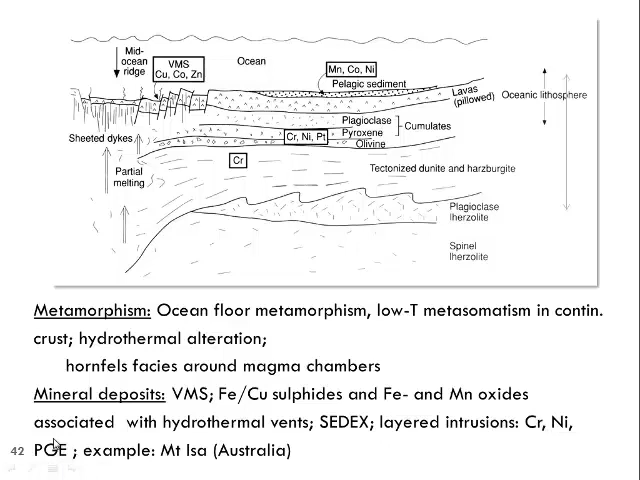 Mid-
ocean
ridge
VMS
Cu, Co, Zn
Ocean
Mn, Co, Ni
Pelagic sediment
Lavas
(pillowed)
Oceanic lithosphere
Sheeted dykes
Plagioclase
Pyroxene
Olivine
Cumulates
Cr, Ni, Pt
Cr
Partial
melting
Tectonized dunite and harzburgite
Plagioclase
lherzolite
Spinel
lherzolite
Metamorphism: Ocean floor metamorphism, low-T metasomatism in contin.
crust; hydrothermal alteration;
hornfels facies around magma chambers
Mineral deposits: VMS; Fe/Cu sulphides and Fe- and Mn oxides
associated with hydrothermal vents; SEDEX; layered intrusions: Cr, Ni,
42 PGE ; example: Mt Isa (Australia)